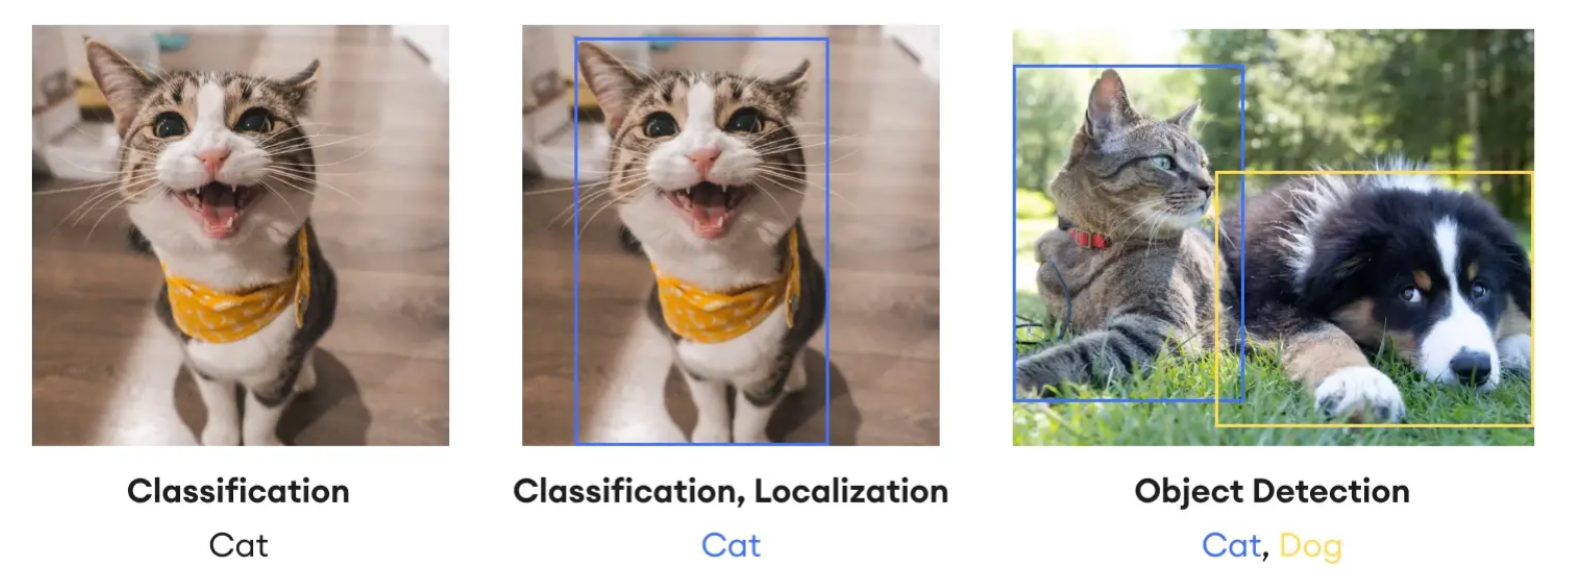 Classification
Cat
Classification, Localization
Cat
Object Detection
Cat, Dog